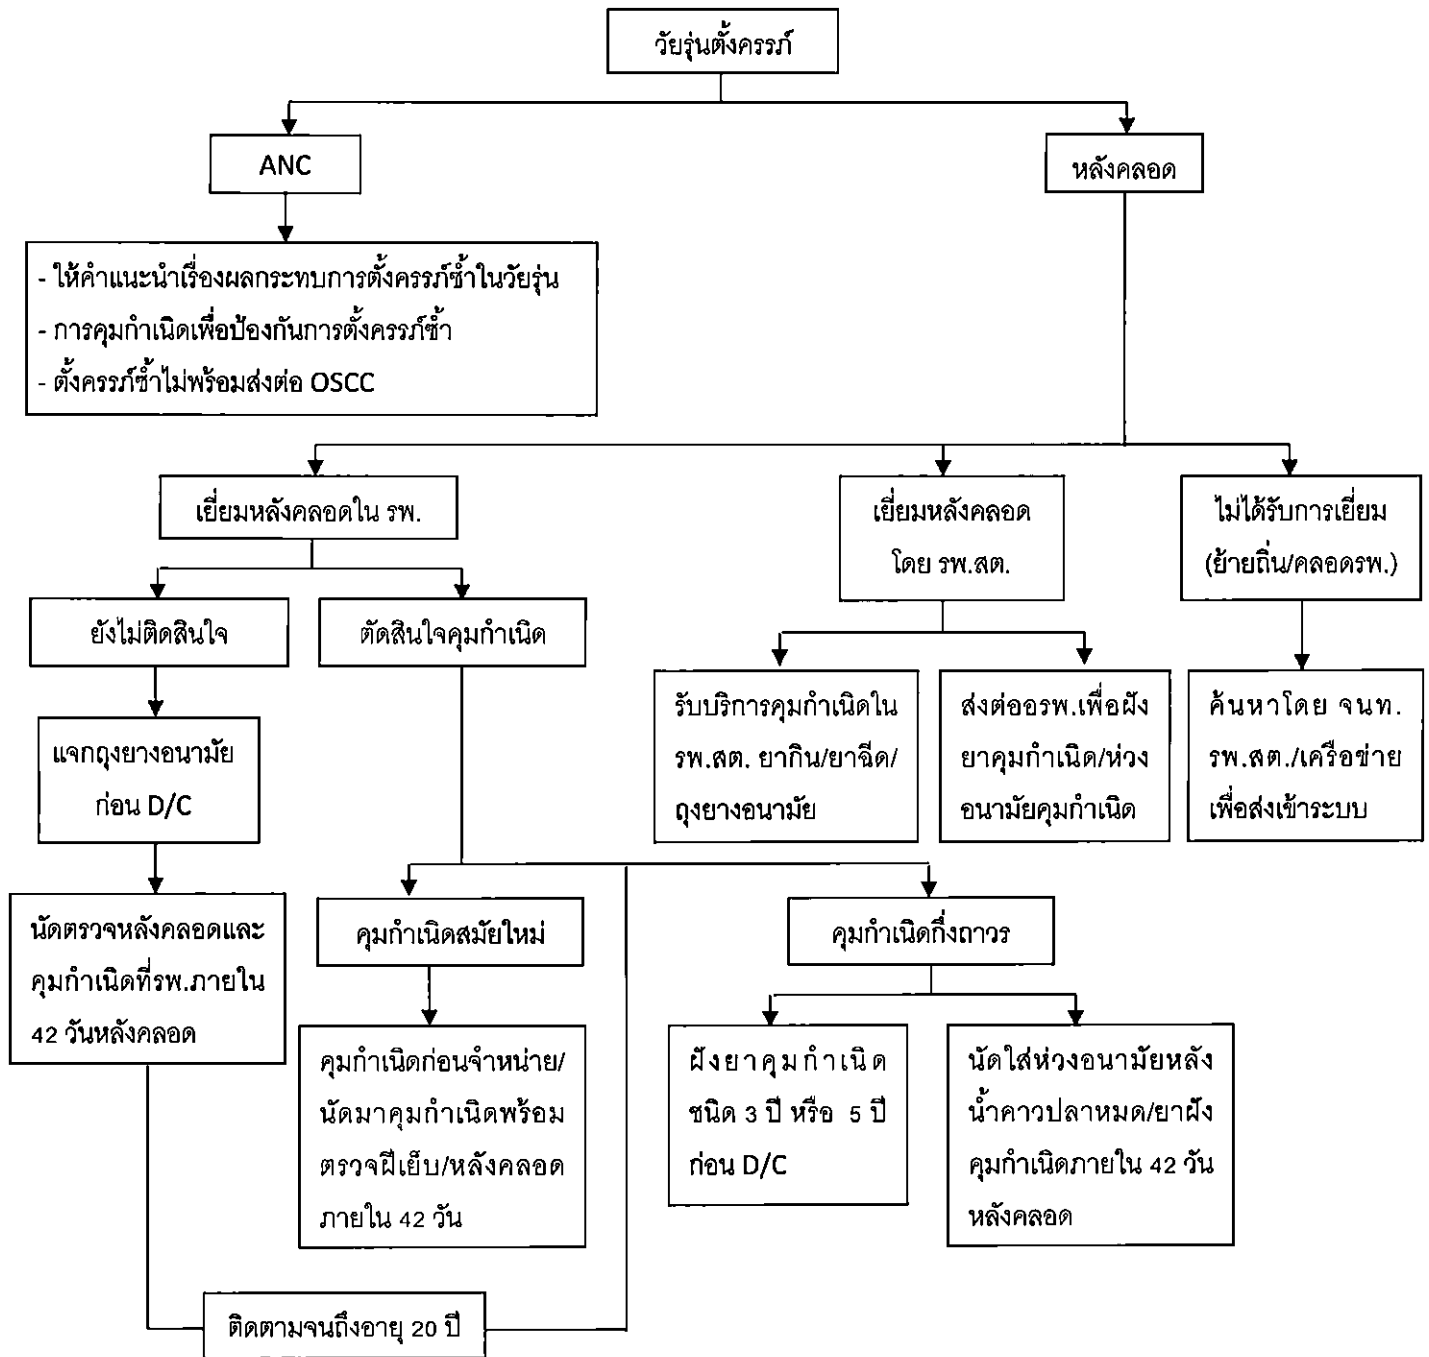 วัยรุ่นตั้งครรภ์
ANC
หลังคลอด
- ให้คำแนะนำเรื่องผลกระทบการตั้งครรภ์ซ้ำในวัยรุ่น
- การคุมกำเนิดเพื่อป้องกันการตั้งครรภ์ซ้ำ
- ตั้งครรภ์ซ้ำไม่พร้อมส่งต่อ OSCC
เยี่ยมหลังคลอดใน รพ.
เยี่ยมหลังคลอด
โดย รพ.สต.
ไม่ได้รับการเยี่ยม
(ย้ายถิ่น/คลอดรพ.)
ยังไม่ติดสินใจ
ตัดสินใจคุมกำเนิด
แจกถุงยางอนามัย
ก่อน D/C
รับบริการคุมกำเนิดใน
รพ.สต. ยากิน/ยาฉีด/
ถุงยางอนามัย
ส่งต่ออรพ.เพื่อฝัง
ยาคุมกำเนิด/ห่วง
อนามัยคุมกำเนิด
ค้นหาโดย จนท.
รพ.สต./เครือข่าย
เพื่อส่งเข้าระบบ
นัดตรวจหลังคลอดและ
คุมกำเนิดที่รพ.ภายใน
42 วันหลังคลอด
คุมกำเนิดสมัยใหม่
คุมกำเนิดกึ่งถาวร
คุมกำเนิดก่อนจำหน่าย/
นัดมาคุมกำเนิดพร้อม
ตรวจฝีเย็บ/หลังคลอด
ภายใน 42 วัน
ฝังยาคุมกำเนิด
ชนิด 3 ปี หรือ 5 ปี
ก่อน D/C
นัดใส่ห่วงอนามัยหลัง
น้ำคาวปลาหมด/ยาฝัง
คุมกำเนิดภายใน 42 วัน
หลังคลอด
ติดตามจนถึงอายุ 20 ปี